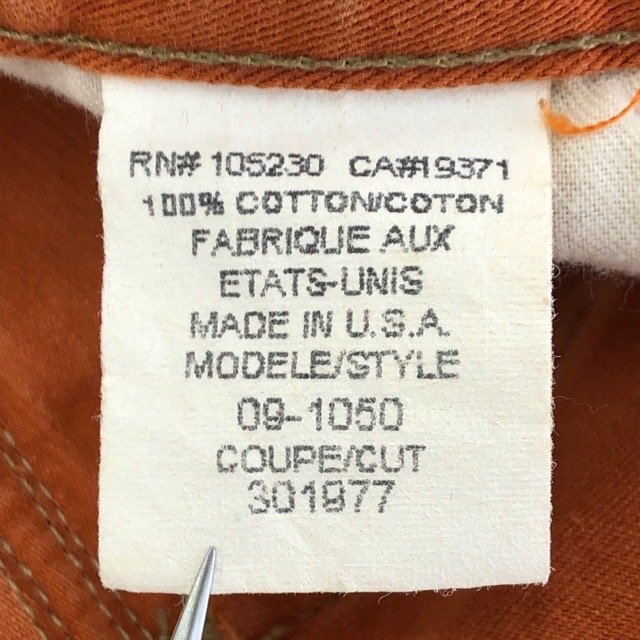 RN# 105230 CA#19371
100% COTTON/COTON
FABRIQUE AUX
ETATS-UNIS
MADE IN U.S.A.
MODELE/STYLE
09-1050
COUPE/CUT
301977